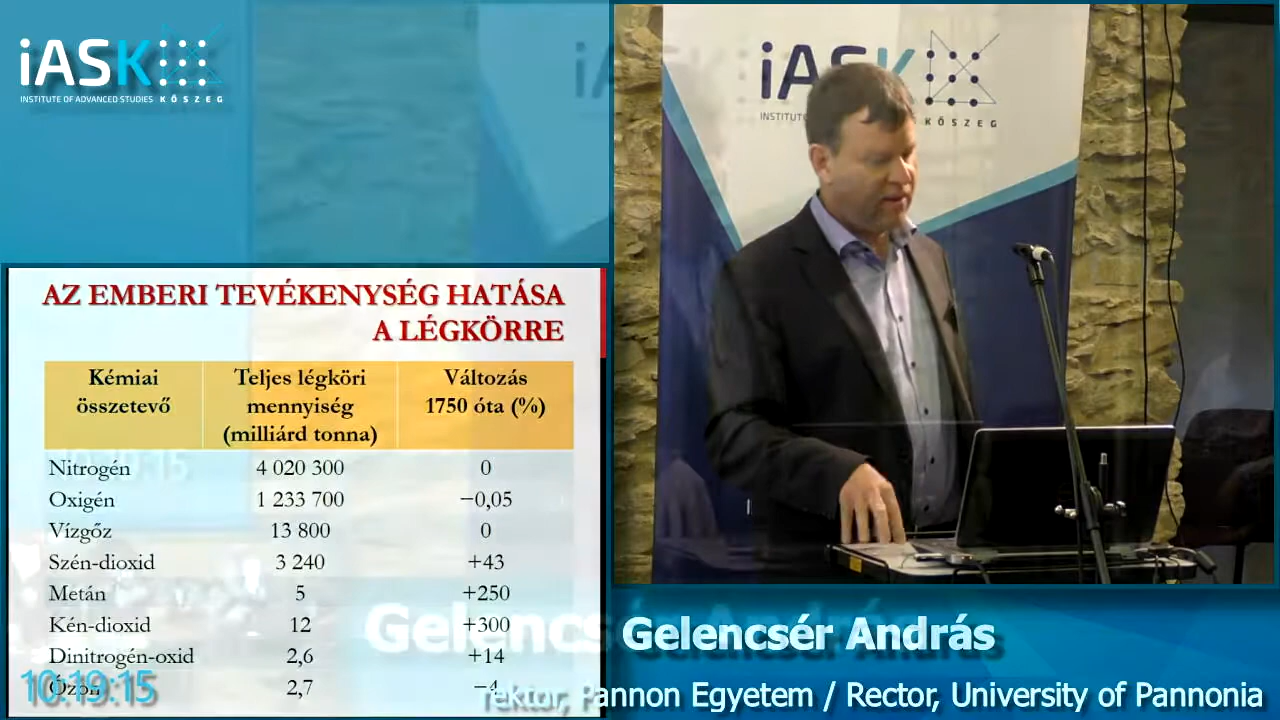 iASK
INSTITUTE OF ADVANCED STUDIES KŐSZEG
iA K
INSTITUT KŐSZEG
AZ EMBERI TEVÉKENYSÉG HATÁSA
A LÉGKÖRRE
Kémiai összetevő Teljes légköri mennyiség (milliárd tonna) Változás 1750 óta (%)
Nitrogén 4 020 300 0
Oxigén 1 233 700 −0,05
Vízgőz 13 800 0
Szén-dioxid 3 240 +43
Metán 5 +250
Kén-dioxid 12 +300
Dinitrogén-oxid 2,6 +14
Ózon 2,7 −4
10:19:15
Gelencsér András
rektor, Pannon Egyetem / Rector, University of Pannonia